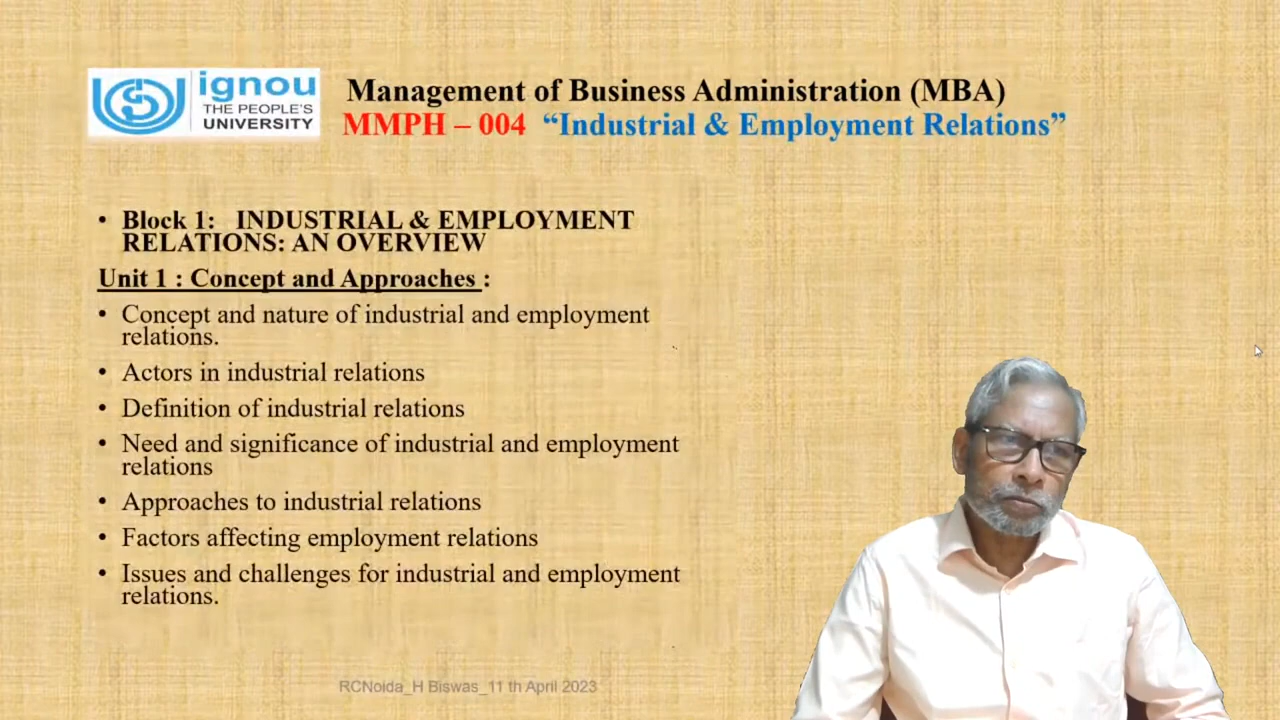 ignou
THE PEOPLE'S
UNIVERSITY
Management of Business Administration (MBA)
MMPH – 004 “Industrial & Employment Relations”
• Block 1: INDUSTRIAL & EMPLOYMENT
RELATIONS: AN OVERVIEW
Unit 1 : Concept and Approaches :
• Concept and nature of industrial and employment
relations.
• Actors in industrial relations
• Definition of industrial relations
• Need and significance of industrial and employment
relations
• Approaches to industrial relations
• Factors affecting employment relations
• Issues and challenges for industrial and employment
relations.
RCNoida_H Biswas_11 th April 2023